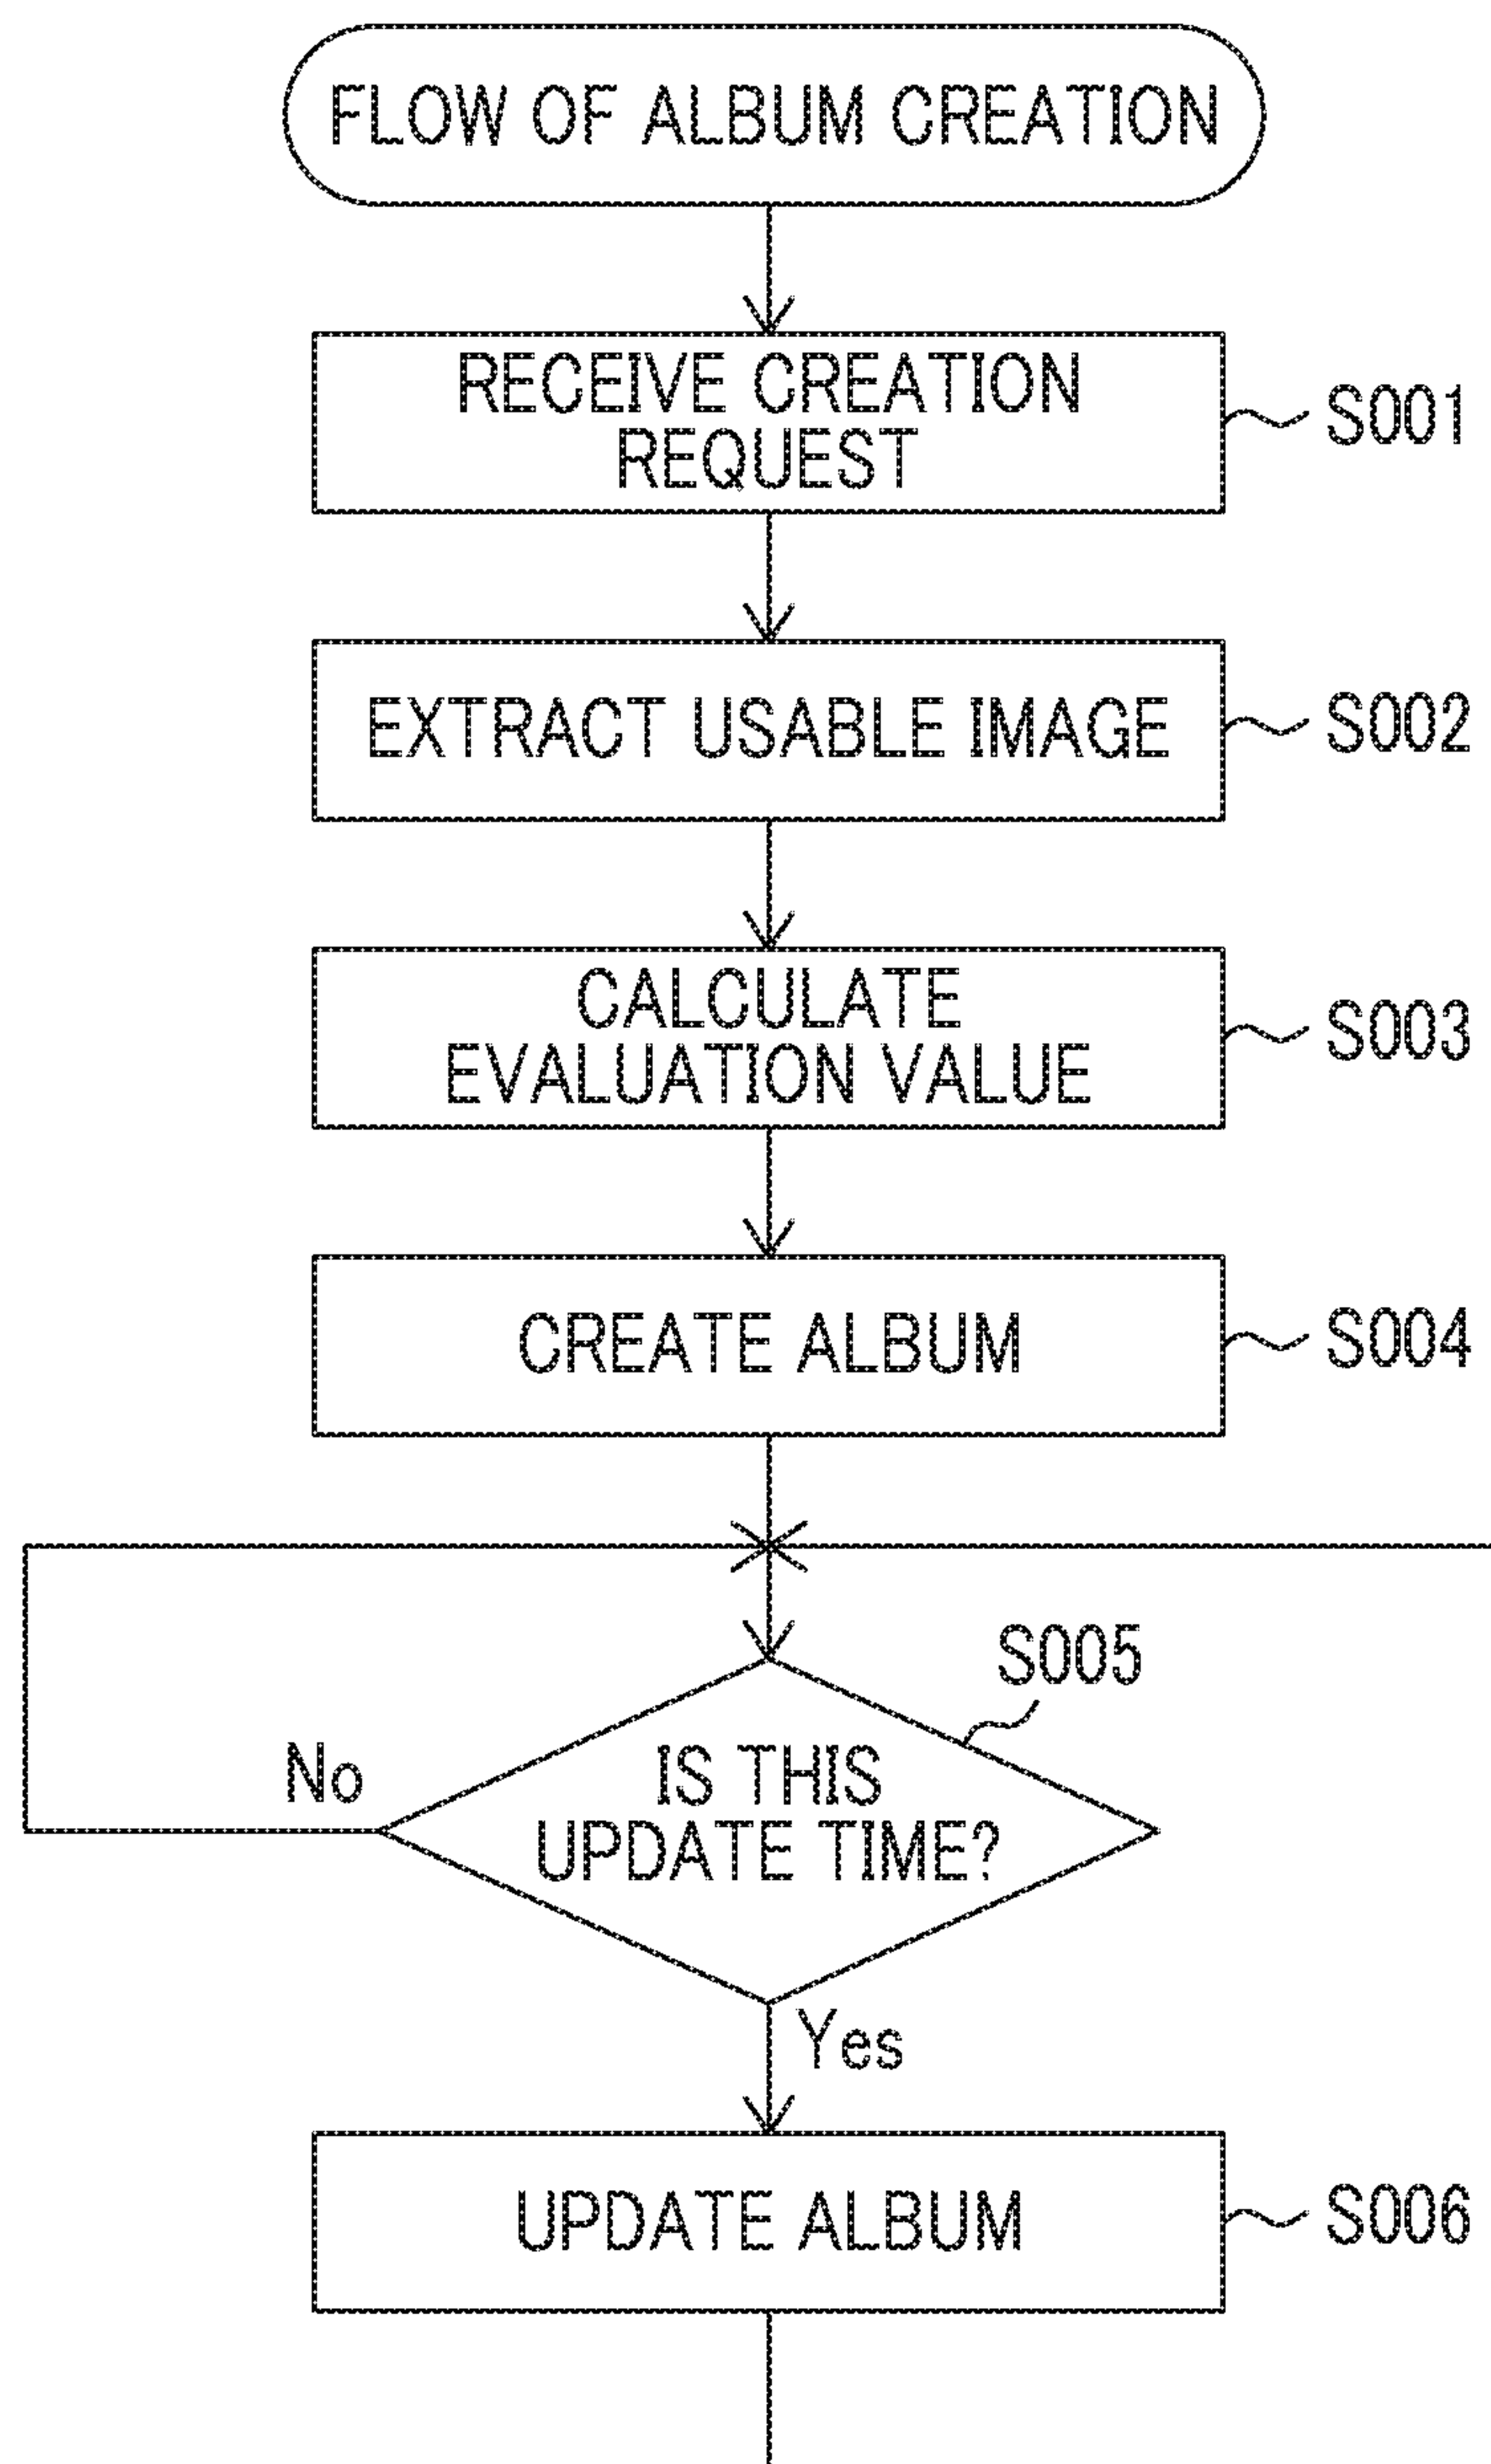 FLOW OF ALBUM CREATION
RECEIVE CREATION
REQUEST
S001
EXTRACT USABLE IMAGE
S002
CALCULATE
EVALUATION VALUE
S003
CREATE ALBUM
S004
S005
IS THIS
UPDATE TIME?
No
Yes
UPDATE ALBUM
S006